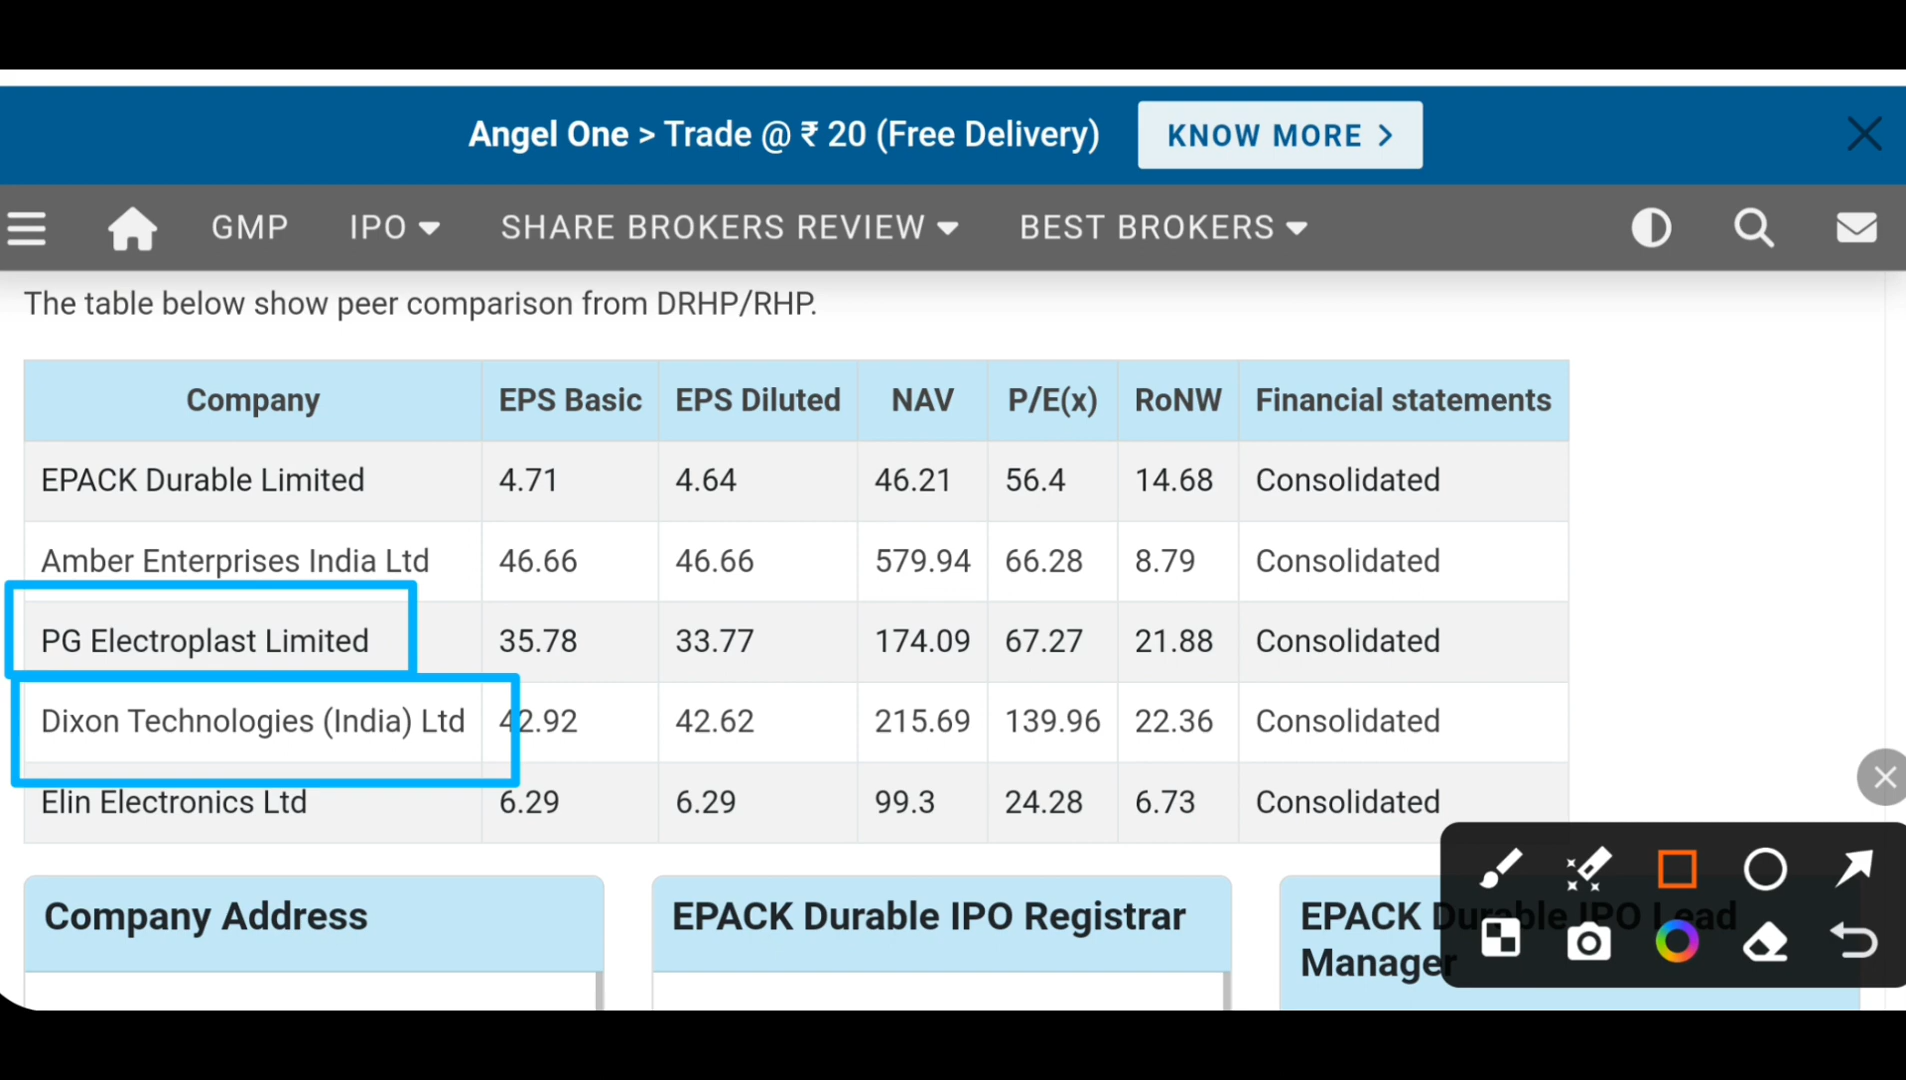 Angel One > Trade @ ₹ 20 (Free Delivery) KNOW MORE >
GMP IPO SHARE BROKERS REVIEW BEST BROKERS
The table below show peer comparison from DRHP/RHP.
Company EPS Basic EPS Diluted NAV P/E(x) RoNW Financial statements
EPACK Durable Limited 4.71 4.64 46.21 56.4 14.68 Consolidated
Amber Enterprises India Ltd 46.66 46.66 579.94 66.28 8.79 Consolidated
PG Electroplast Limited 35.78 33.77 174.09 67.27 21.88 Consolidated
Dixon Technologies (India) Ltd 42.92 42.62 215.69 139.96 22.36 Consolidated
Elin Electronics Ltd 6.29 6.29 99.3 24.28 6.73 Consolidated
Company Address
EPACK Durable IPO Registrar
EPACK Durable IPO Lead
Manager